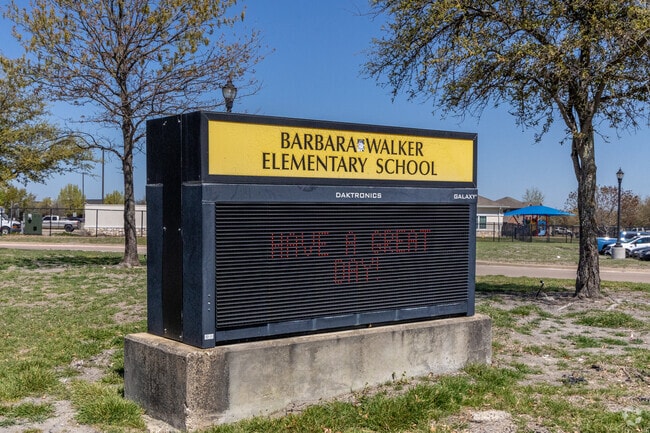 BARBARA WALKER
ELEMENTARY SCHOOL
DAKTRONICS GALAXY
HAVE A GREAT
DAY!